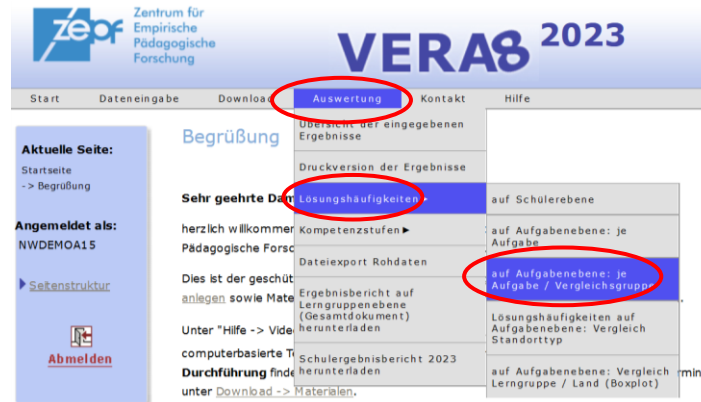 zepf
Zentrum für
Empirische
Pädagogische
Forschung
VERA8 2023
Start Dateneingabe Download Auswertung Kontakt Hilfe
Aktuelle Seite:
Startseite
-> Begrüßung
Angemeldet als:
NWDEMOA15
Seitenstruktur
Abmelden
Begrüßung
Sehr geehrte Dam
herzlich willkommer
Pädagogische Forsc
Dies ist der geschüt
anlegen sowie Mate
Unter "Hilfe -> Vide
computerbasierte T
Durchführung finde
unter Download -> Materialen.
Übersicht der eingegebenen
Ergebnisse
Druckversion der Ergebnisse
Lösungshäufigkeiten▶
Kompetenzstufen▶
Dateiexport Rohdaten
Ergebnisbericht auf
Lerngruppenebene
(Gesamtdokument)
herunterladen
Schulergebnisbericht 2023
herunterladen
auf Schülerebene
auf Aufgabenebene: je
Aufgabe
auf Aufgabenebene: je
Aufgabe / Vergleichsgruppe
Lösungshäufigkeiten auf
Aufgabenebene: Vergleich
Standorttyp
auf Aufgabenebene: Vergleich
Lerngruppe / Land (Boxplot)